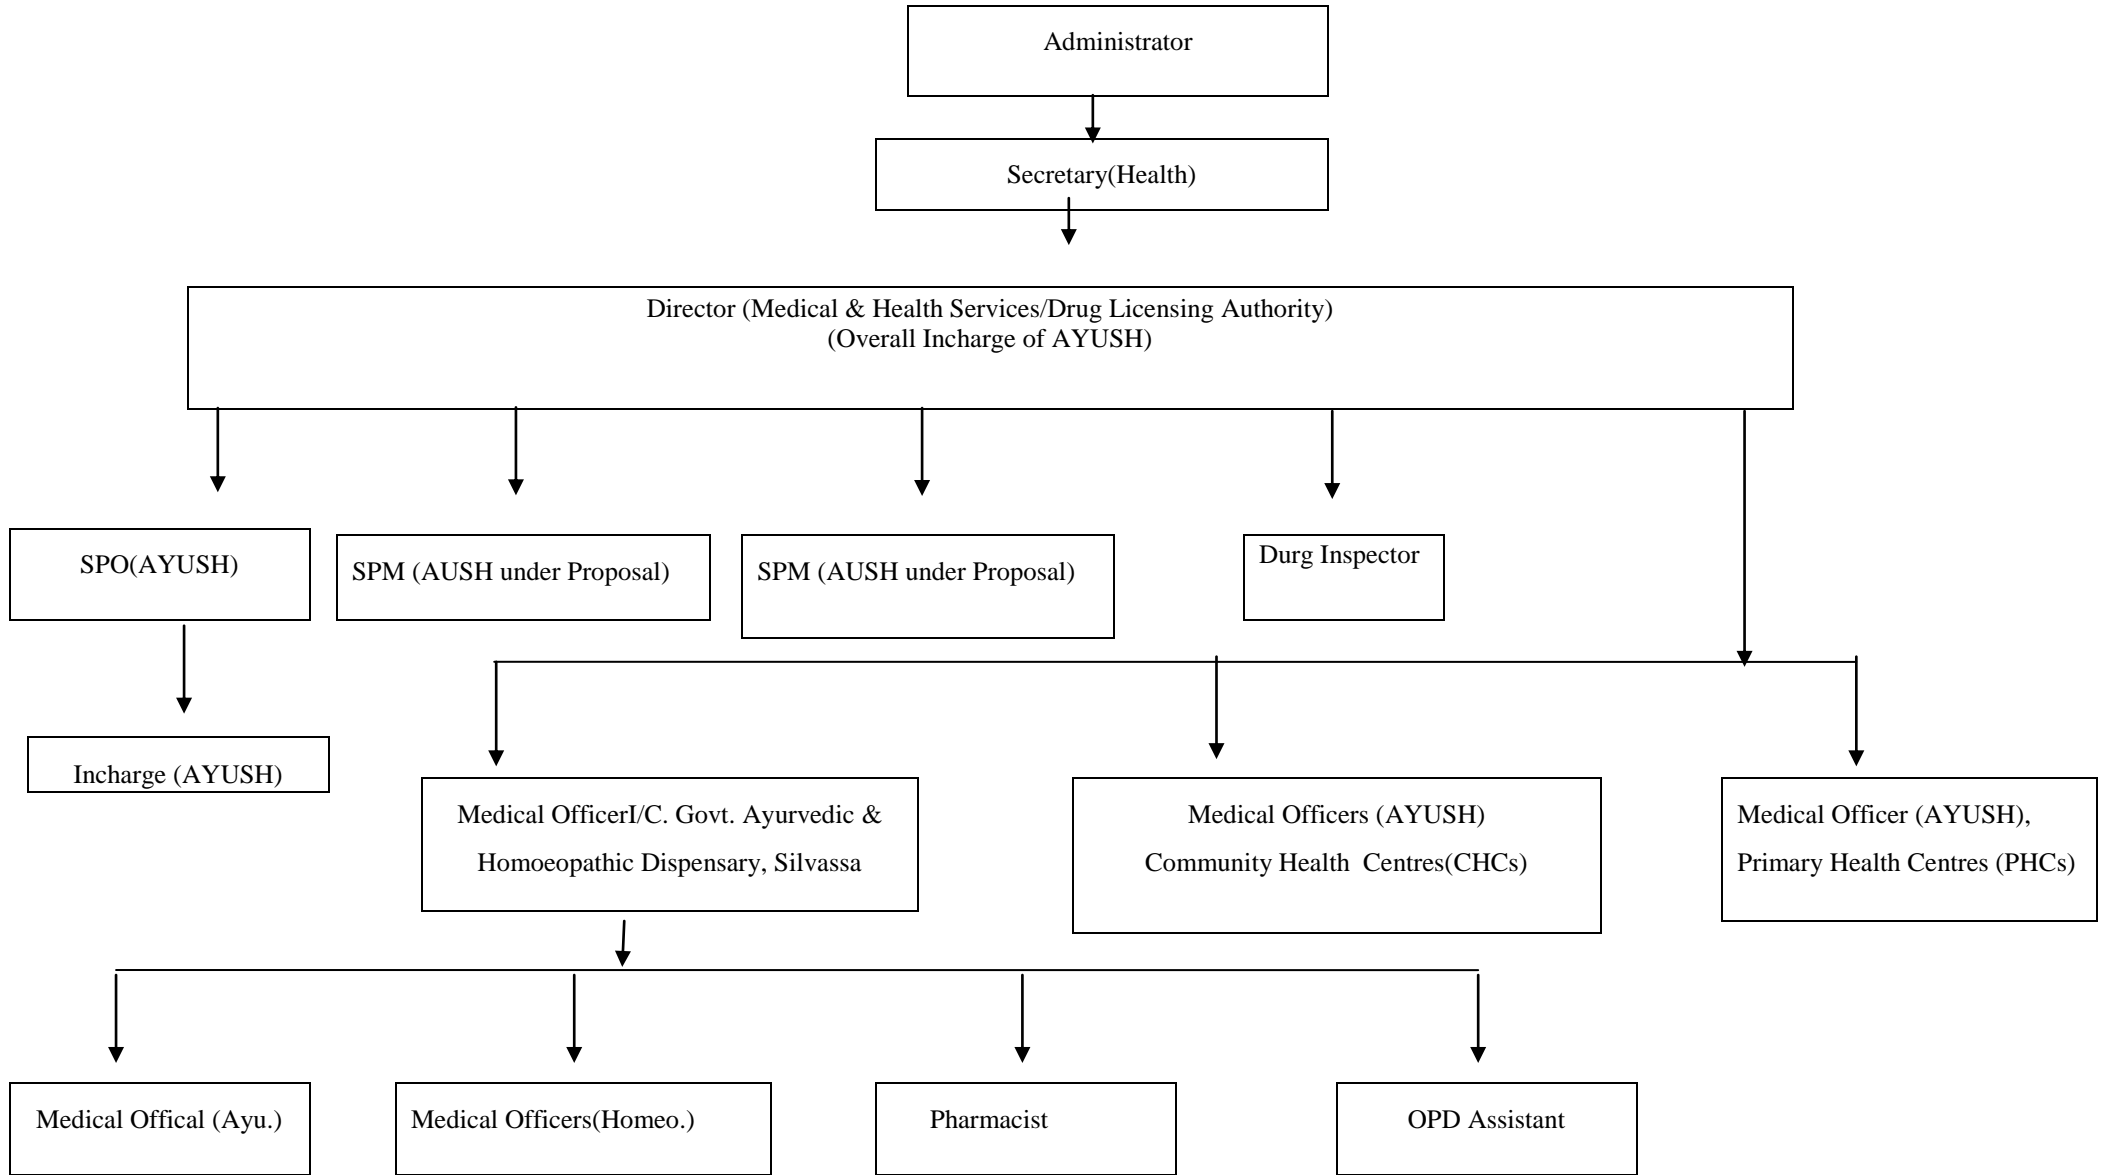 Administrator
Secretary(Health)
Director (Medical & Health Services/Drug Licensing Authority)
(Overall Incharge of AYUSH)
SPO(AYUSH)
SPM (AUSH under Proposal)
SPM (AUSH under Proposal)
Durg Inspector
Incharge (AYUSH)
Medical OfficerI/C. Govt. Ayurvedic &
Homoeopathic Dispensary, Silvassa
Medical Officers (AYUSH)
Community Health Centres(CHCs)
Medical Officer (AYUSH),
Primary Health Centres (PHCs)
Medical Offical (Ayu.)
Medical Officers(Homeo.)
Pharmacist
OPD Assistant